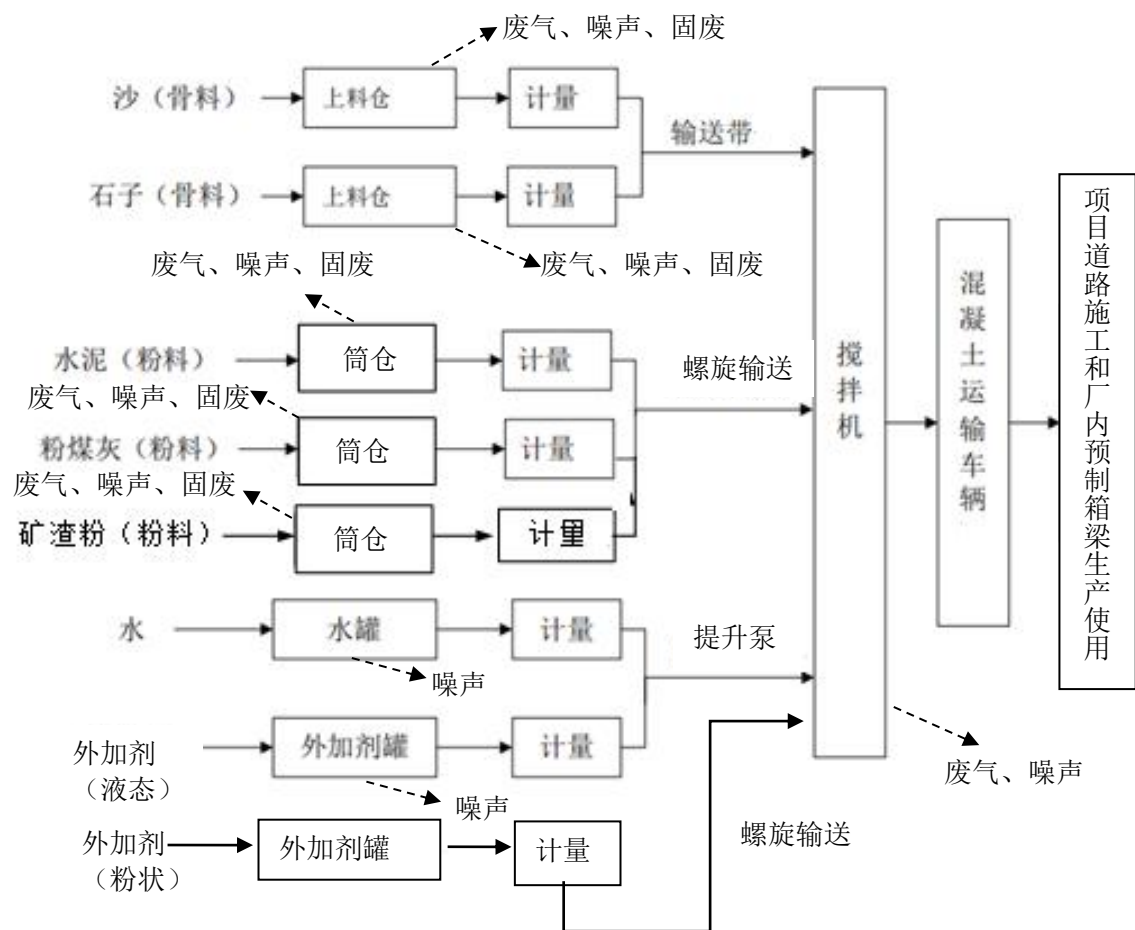 废气、噪声、固废
沙（骨料）
上料仓
计量
输送带
石子（骨料）
上料仓
计量
废气、噪声、固废
废气、噪声、固废
水泥（粉料）
筒仓
计量
螺旋输送
废气、噪声、固废
粉煤灰（粉料）
筒仓
计量
废气、噪声、固废
矿渣粉（粉料）
筒仓
计量
水
水罐
计量
提升泵
噪声
外加剂
（液态）
外加剂罐
计量
噪声
外加剂
（粉状）
外加剂罐
计量
螺旋输送
搅拌机
废气、噪声
混凝土运输车辆
项目道路施工和厂内预制箱梁生产使用